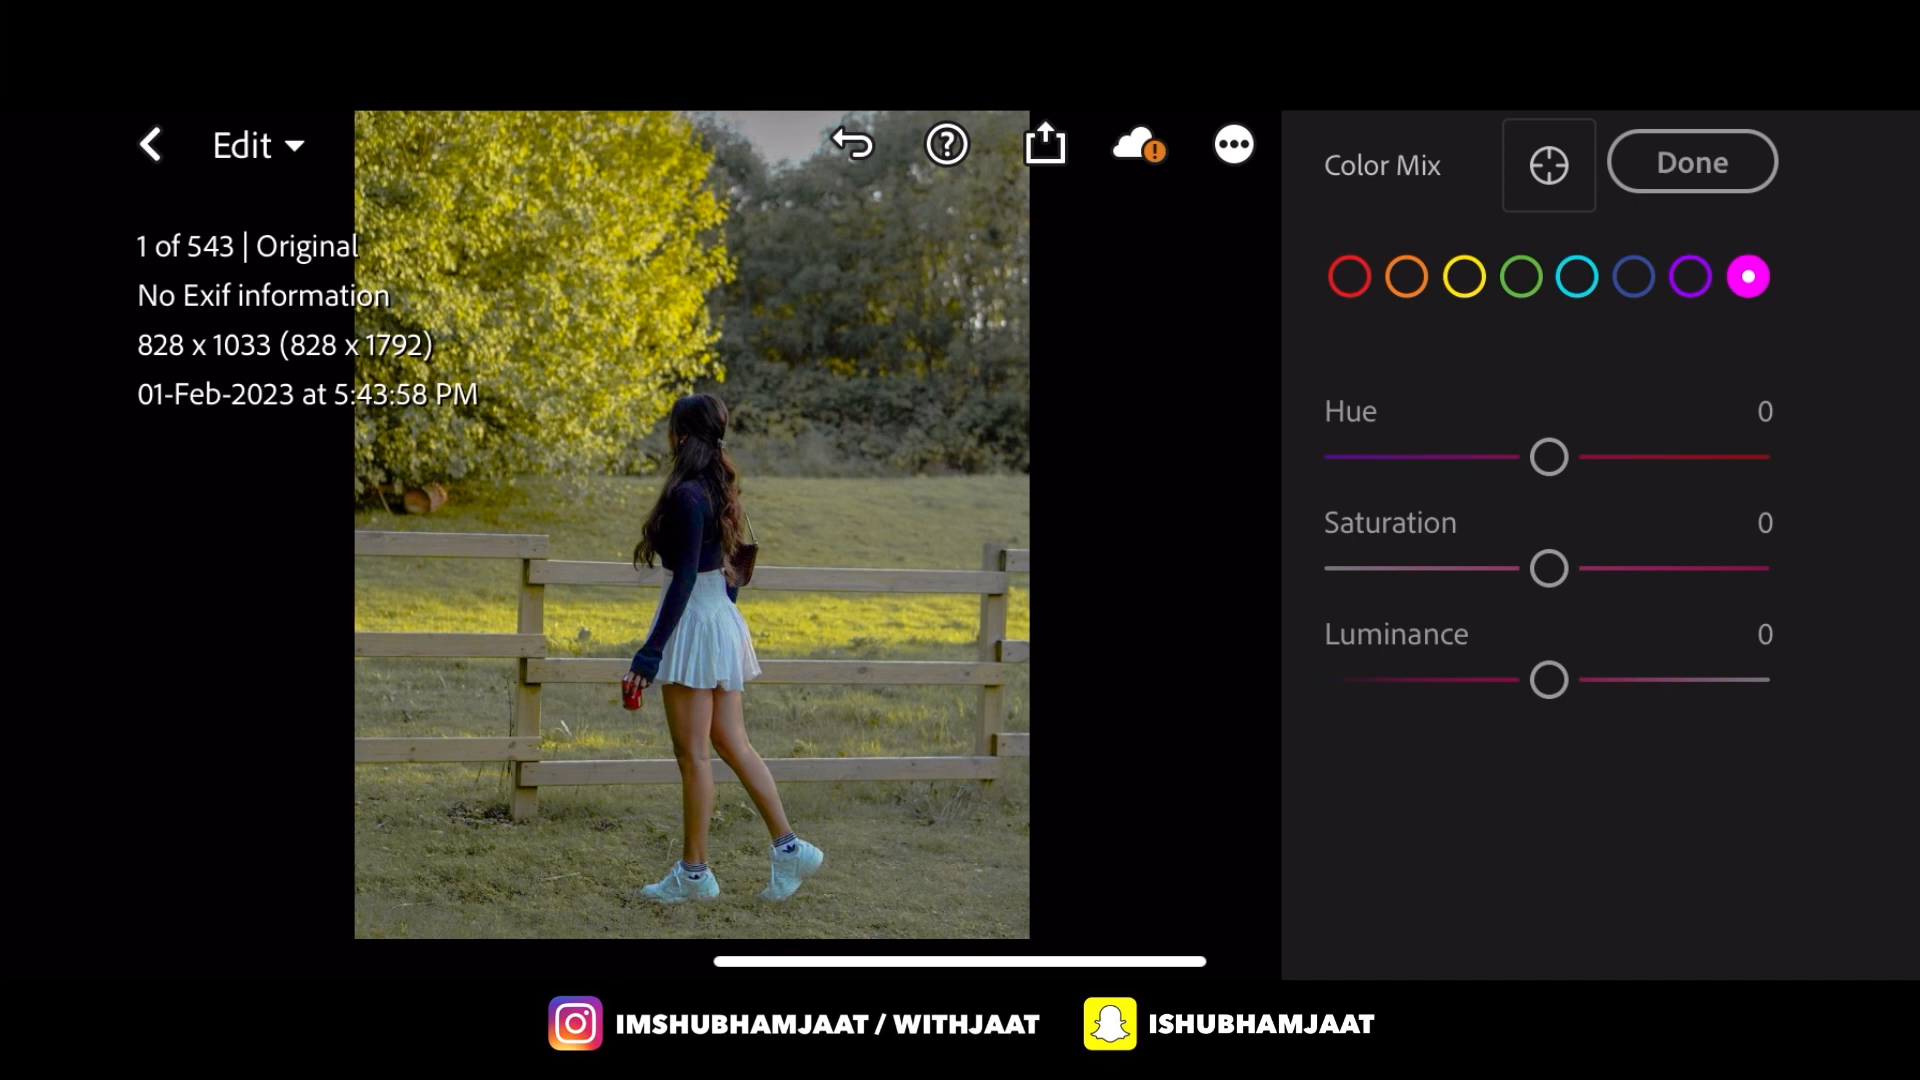 Edit
1 of 543 | Original
No Exif information
828 x 1033 (828 x 1792)
01-Feb-2023 at 5:43:58 PM
Color Mix
Done
Hue 0
Saturation 0
Luminance 0
IMSHUBHAMJAAT / WITHJAAT
ISHUBHAMJAAT